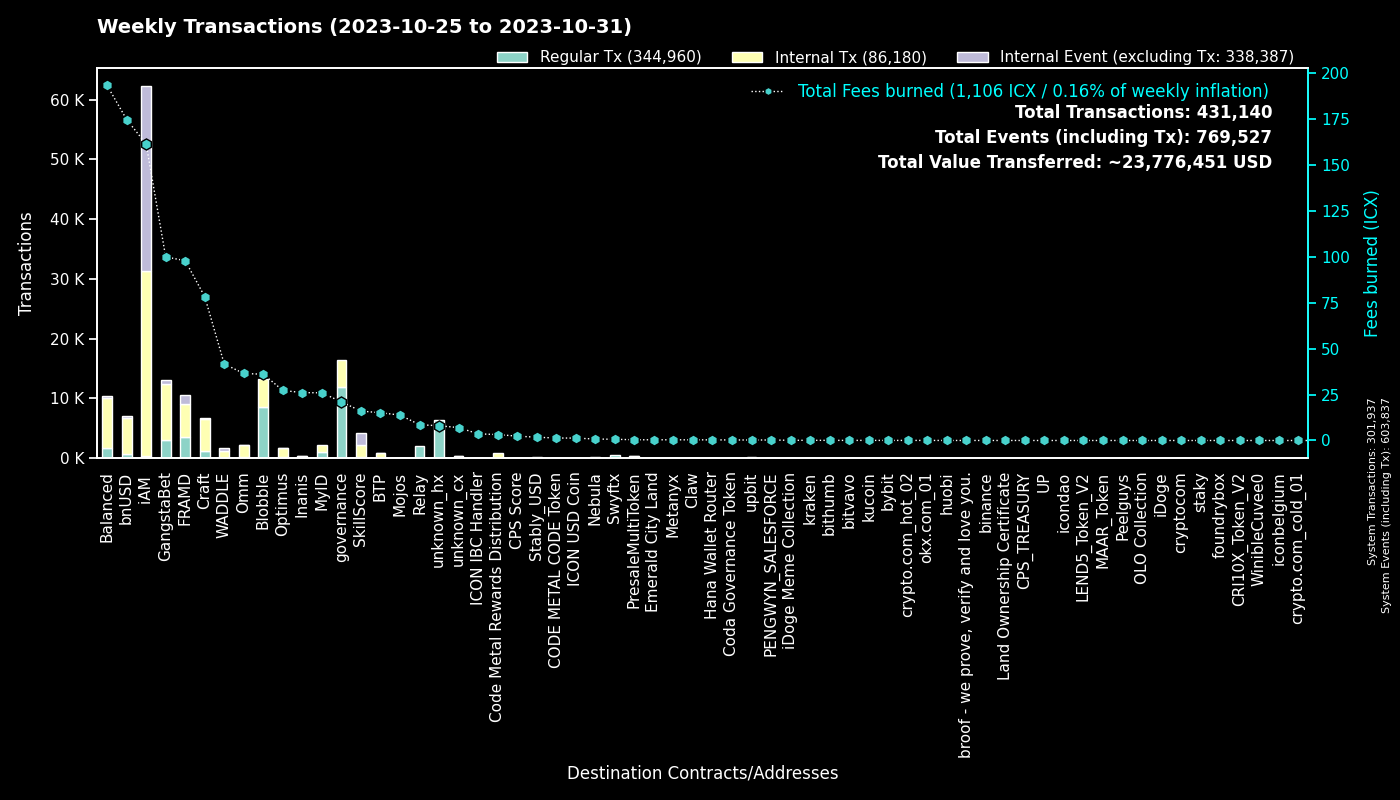 Weekly Transactions (2023-10-25 to 2023-10-31)
Regular Tx (344,960)
Internal Tx (86,180)
Internal Event (excluding Tx: 338,387)
Total Fees burned (1,106 ICX / 0.16% of weekly inflation)
Total Transactions: 431,140
Total Events (including Tx): 769,527
Total Value Transferred: ~23,776,451 USD
Transactions
60 K
50 K
40 K
30 K
20 K
10 K
0 K
200
175
150
125
100
75
50
25
0
Fees burned (ICX)
System Transactions: 301,937
System Events (including Tx): 603,837
Balanced
bnUSD
iAM
GangstaBet
FRAMD
Craft
WADDLE
Omm
Blobble
Optimus
Inanis
MyID
governance
SkillScore
BTP
Mojos
Relay
unknown_hx
unknown_cx
ICON IBC Handler
Code Metal Rewards Distribution
CPS Score
Stably_USD
CODE METAL CODE Token
ICON USD Coin
Nebula
Swyftx
PresaleMultiToken
Emerald City Land
Metanyx
Claw
Hana Wallet Router
Coda Governance Token
upbit
PENGWYN_SALESFORCE
iDoge Meme Collection
kraken
bithumb
bitvavo
kucoin
bybit
crypto.com_hot_02
okx.com_01
huobi
broof - we prove, verify and love you.
binance
Land Ownership Certificate
CPS_TREASURY
UP
icondao
LEND5_Token_V2
MAAR_Token
Peelguys
OLO Collection
iDoge
cryptocom
staky
foundrybox
CRI10X_Token_V2
WinibleCuvee0
iconbelgium
crypto.com_cold_01
Destination Contracts/Addresses